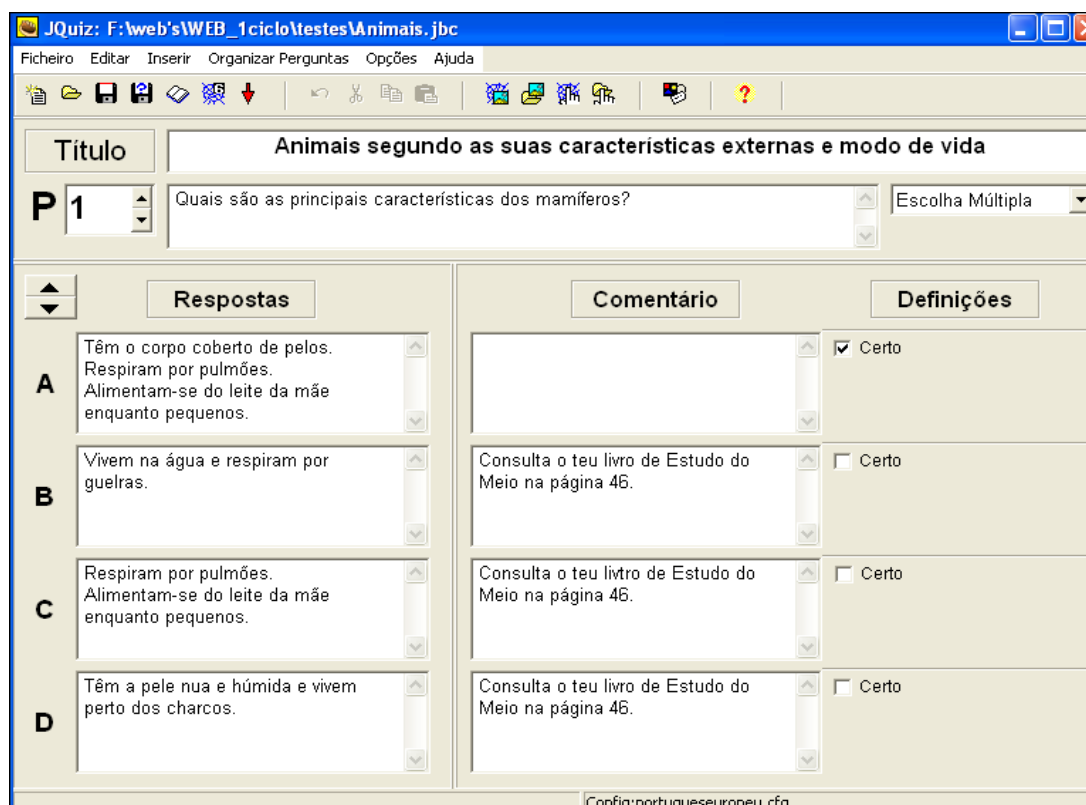 JQuiz: F:\web's\WEB_1ciclo\testes\Animais.jbc
Ficheiro Editar Inserir Organizar Perguntas Opções Ajuda
Título
Animais segundo as suas características externas e modo de vida
P 1
Quais são as principais características dos mamíferos?
Escolha Múltipla
Respostas
Comentário
Definições
A
Têm o corpo coberto de pelos.
Respiram por pulmões.
Alimentam-se do leite da mãe
enquanto pequenos.
Certo
B
Vivem na água e respiram por
guelras.
Consulta o teu livro de Estudo do
Meio na página 46.
Certo
C
Respiram por pulmões.
Alimentam-se do leite da mãe
enquanto pequenos.
Consulta o teu livtro de Estudo do
Meio na página 46.
Certo
D
Têm a pele nua e húmida e vivem
perto dos charcos.
Consulta o teu livro de Estudo do
Meio na página 46.
Certo
Config:portugueseuropeu.cfg